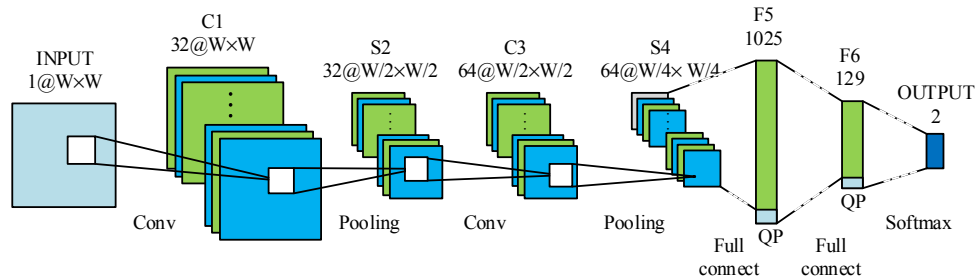 INPUT
1@W×W
C1
32@W×W
S2
32@W/2×W/2
C3
64@W/2×W/2
S4
64@W/4× W/4
F5
1025
F6
129
OUTPUT
2
Conv
Pooling
Conv
Pooling
QP
Full
connect
QP
Full
connect
Softmax